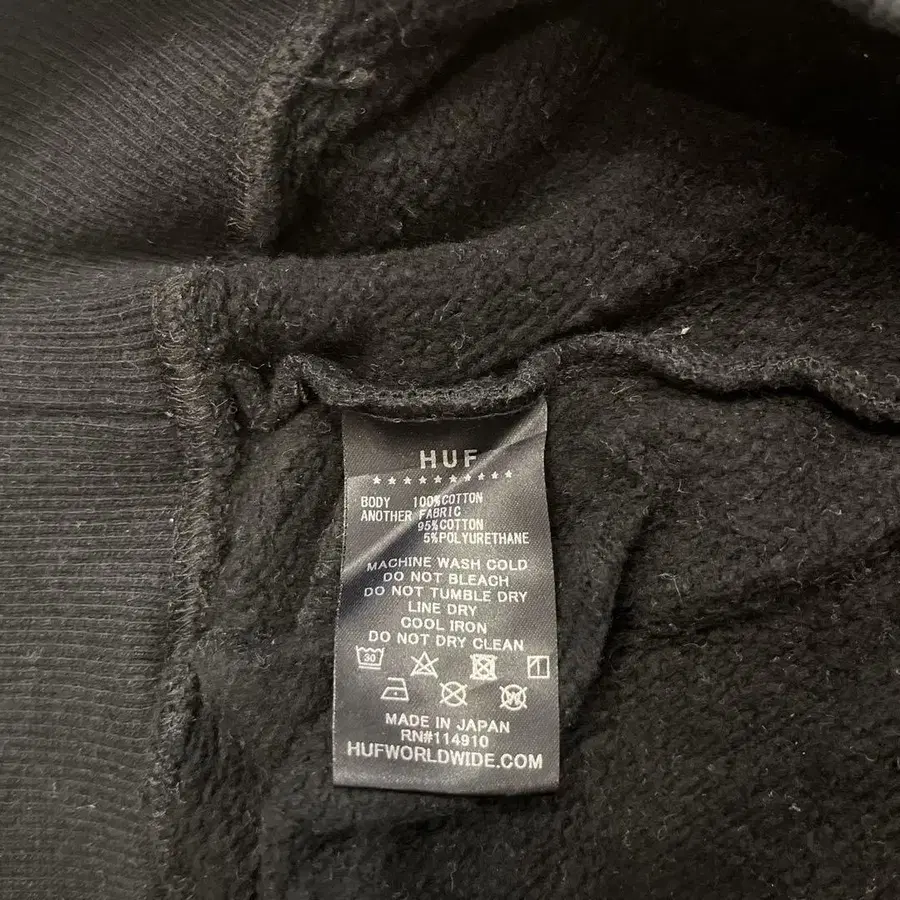 HUF
BODY 100%COTTON
ANOTHER FABRIC
95%COTTON
5%POLYURETHANE
MACHINE WASH COLD
DO NOT BLEACH
DO NOT TUMBLE DRY
LINE DRY
COOL IRON
DO NOT DRY CLEAN
30
W
MADE IN JAPAN
RN#114910
HUFWORLDWIDE.COM